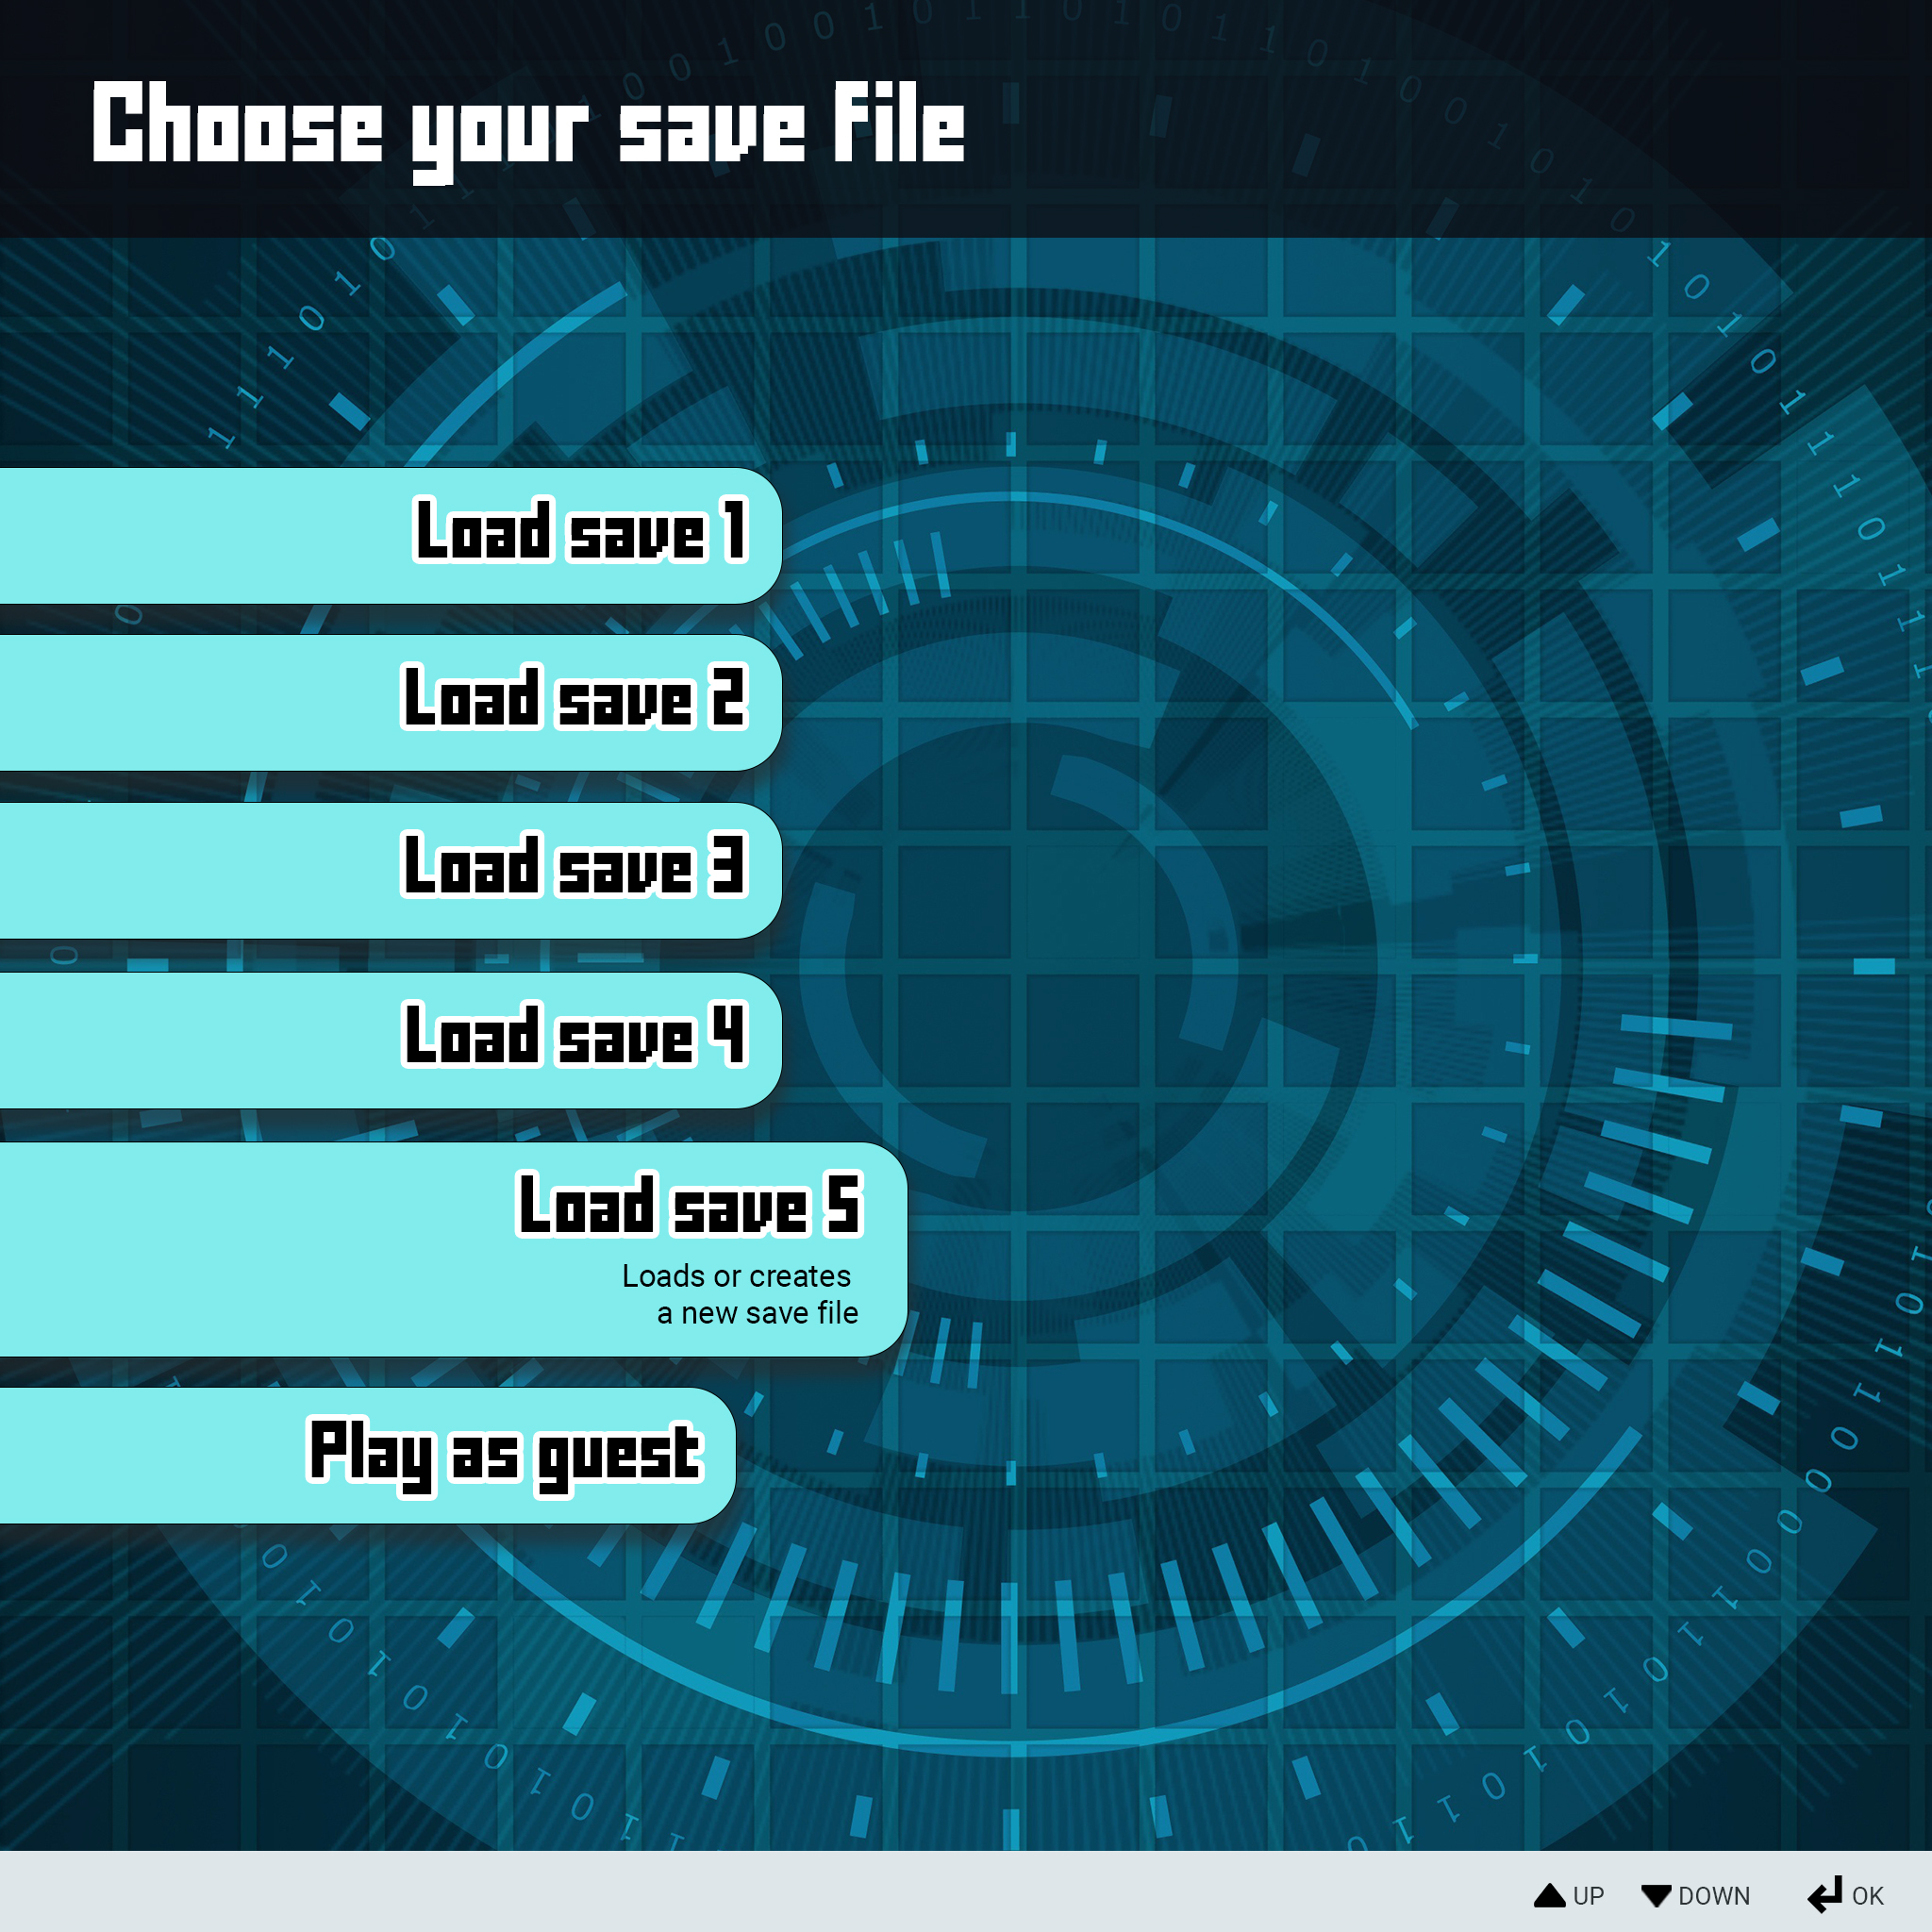 Choose your save file
Load save 1
Load save 2
Load save 3
Load save 4
Load save 5
Loads or creates
a new save file
Play as guest
UP DOWN OK